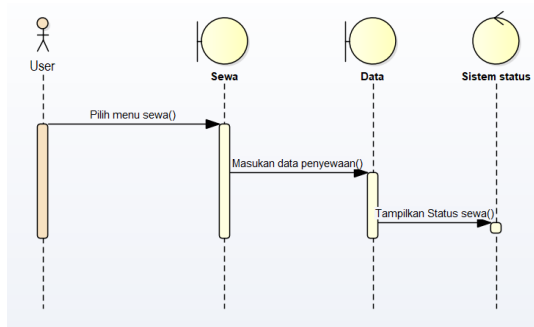 User
Sewa
Data
Sistem status
Pilih menu sewa()
Masukan data penyewaan()
Tampilkan Status sewa()